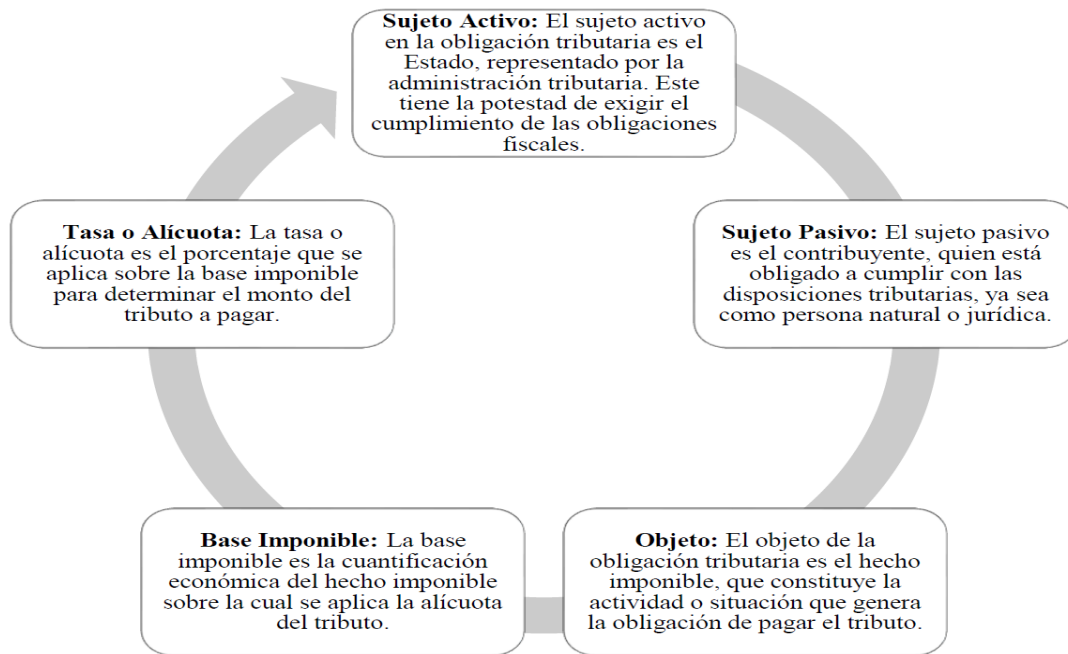 Sujeto Activo: El sujeto activo
en la obligación tributaria es el
Estado, representado por la
administración tributaria. Este
tiene la potestad de exigir el
cumplimiento de las obligaciones
fiscales.
Sujeto Pasivo: El sujeto pasivo
es el contribuyente, quien está
obligado a cumplir con las
disposiciones tributarias, ya sea
como persona natural o jurídica.
Objeto: El objeto de la
obligación tributaria es el hecho
imponible, que constituye la
actividad o situación que genera
la obligación de pagar el tributo.
Base Imponible: La base
imponible es la cuantificación
económica del hecho imponible
sobre la cual se aplica la alícuota
del tributo.
Tasa o Alícuota: La tasa o
alícuota es el porcentaje que se
aplica sobre la base imponible
para determinar el monto del
tributo a pagar.